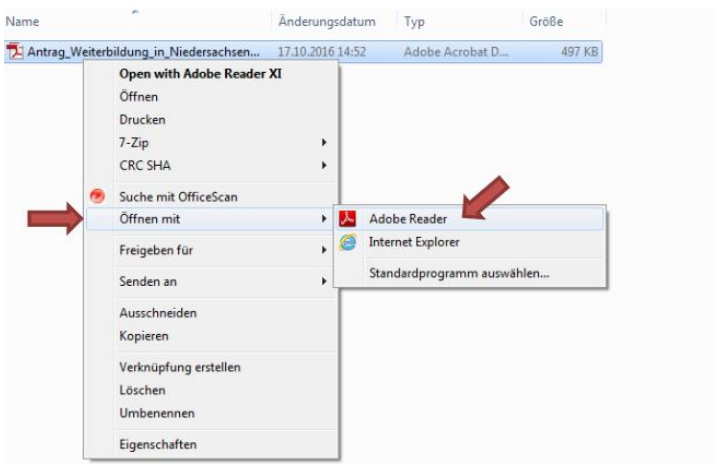 Name Änderungsdatum Typ Größe
Antrag_Weiterbildung_in_Niedersachsen... 17.10.2016 14:52 Adobe Acrobat D... 497 KB
Open with Adobe Reader XI
Öffnen
Drucken
7-Zip
CRC SHA
Suche mit OfficeScan
Öffnen mit
Adobe Reader
Internet Explorer
Standardprogramm auswählen...
Freigeben für
Senden an
Ausschneiden
Kopieren
Verknüpfung erstellen
Löschen
Umbenennen
Eigenschaften